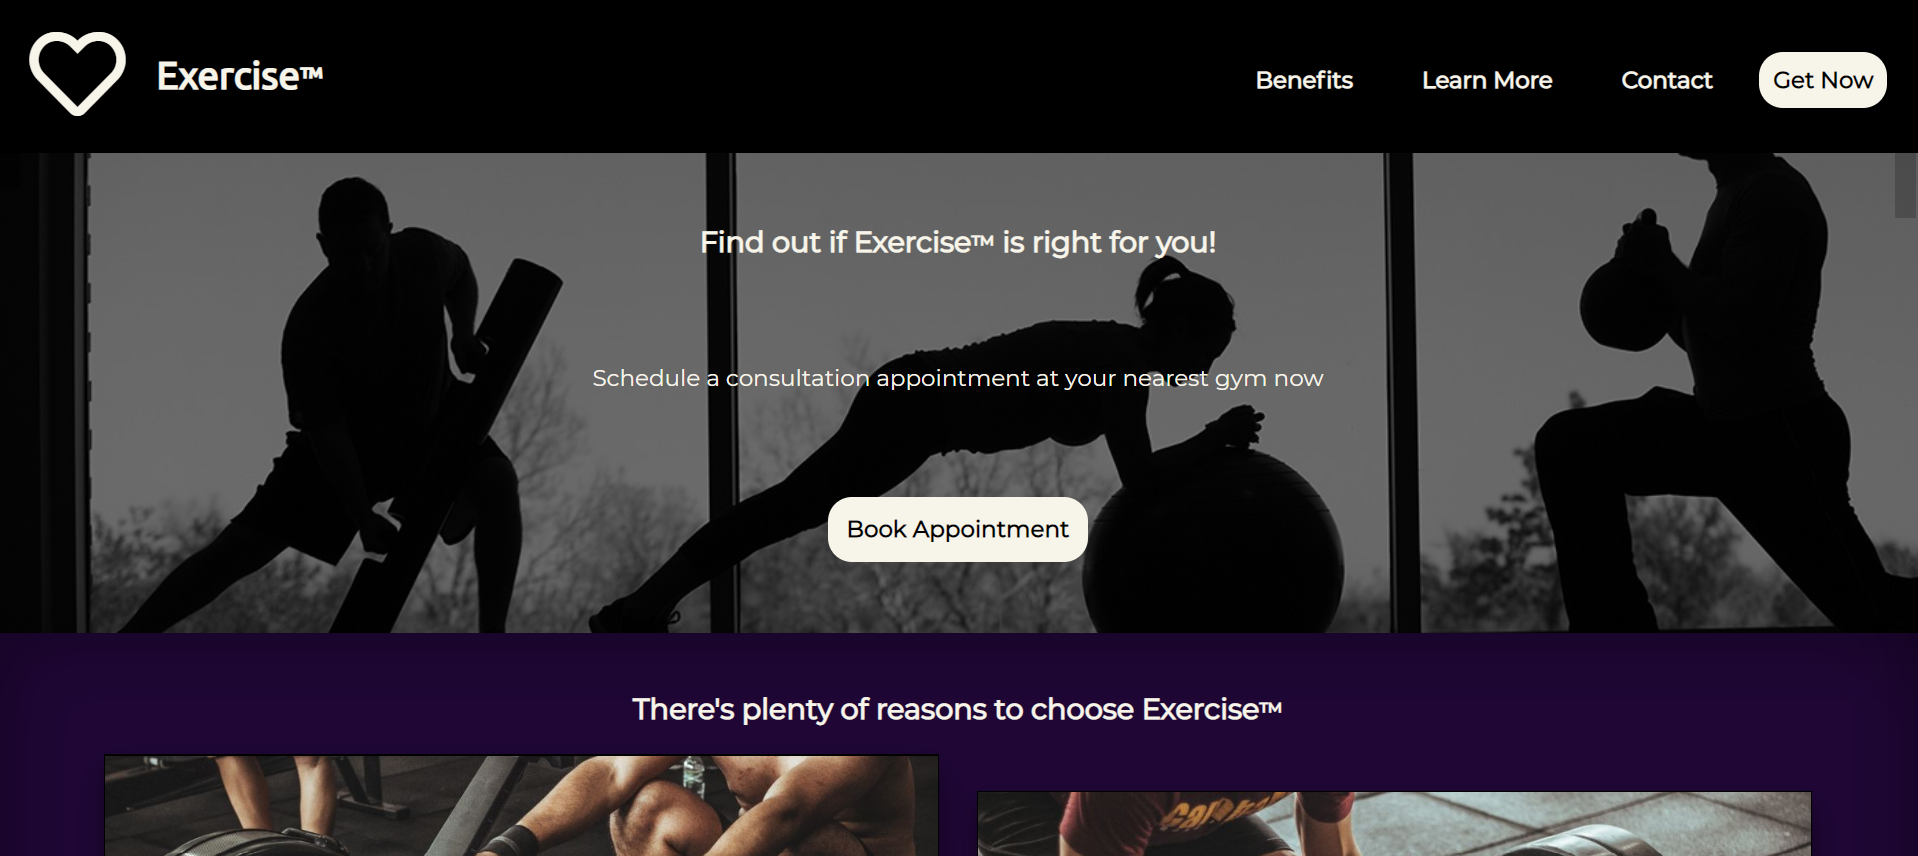 Exercise™
Benefits
Learn More
Contact
Get Now
Find out if Exercise™ is right for you!
Schedule a consultation appointment at your nearest gym now
Book Appointment
There's plenty of reasons to choose Exercise™